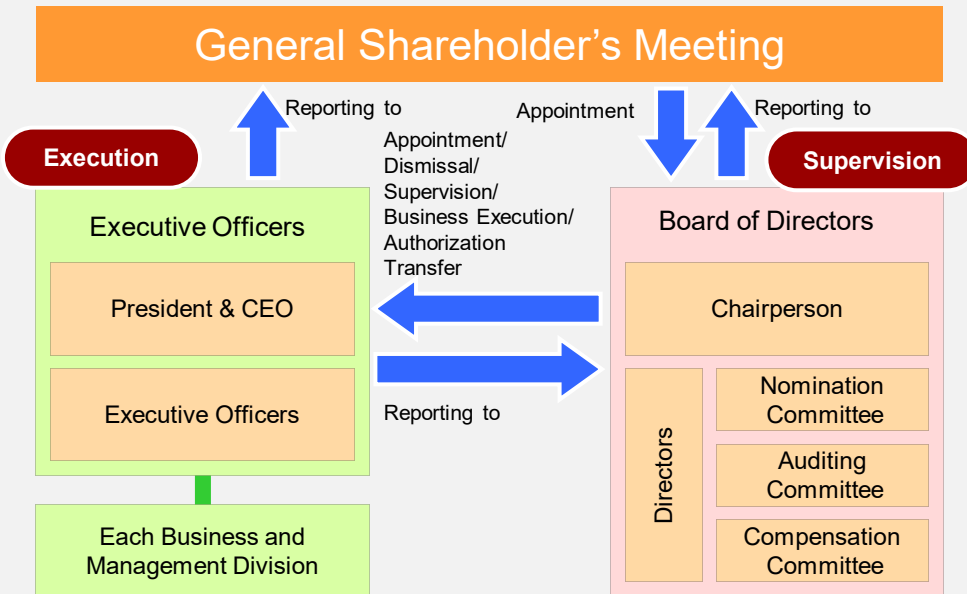 General Shareholder’s Meeting
Reporting to
Appointment
Reporting to
Execution
Appointment/
Dismissal/
Supervision/
Business Execution/
Authorization
Transfer
Supervision
Executive Officers
President & CEO
Executive Officers
Reporting to
Each Business and
Management Division
Board of Directors
Chairperson
Directors
Nomination
Committee
Auditing
Committee
Compensation
Committee